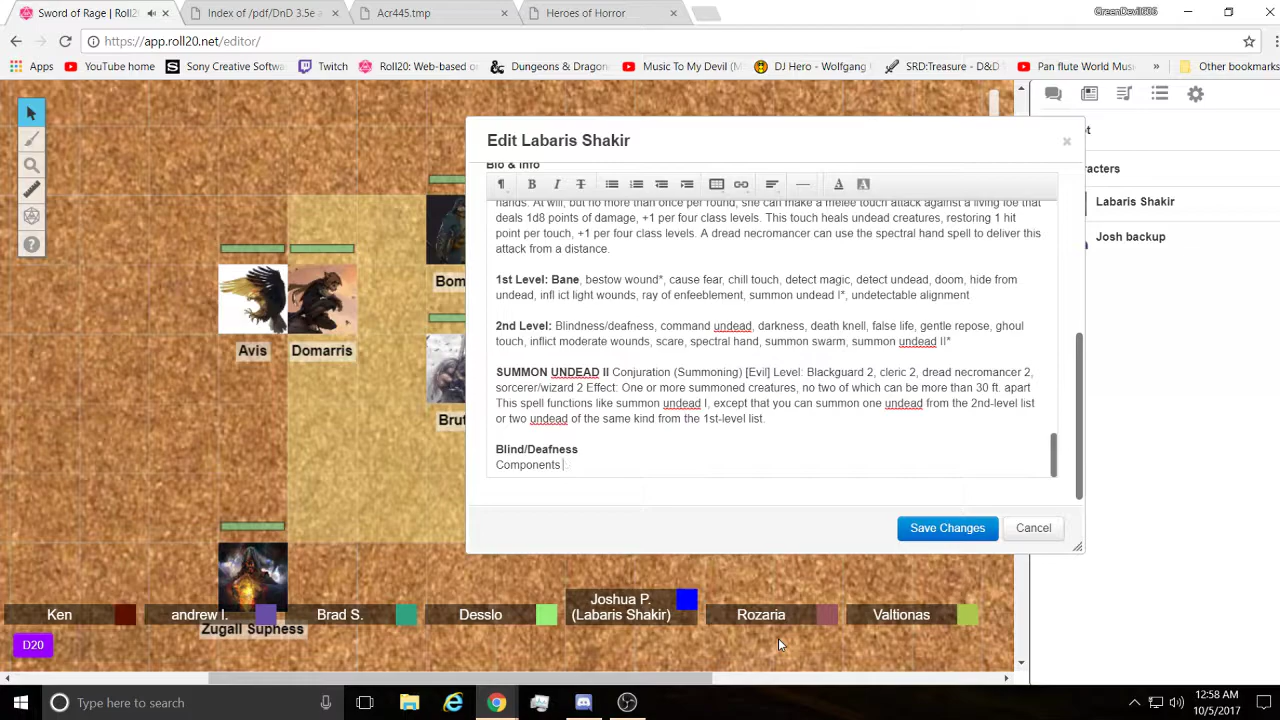 Sword of Rage | Roll20
Index of /pdf/DnD 3.5e
Acr445.tmp
Heroes of Horror
GreenDevil686
https://app.roll20.net/editor/
Apps
YouTube home
Sony Creative Softwa
Twitch
Roll20: Web-based or
Dungeons & Dragons
Music To My Devil (M
DJ Hero - Wolfgang
SRD:Treasure - D&D
Pan flute World Mus
»
Other bookmarks
Edit Labaris Shakir
×
Bio & Info
hands. At will, but no more than once per round, she can make a melee touch attack against a living foe that
deals 1d8 points of damage, +1 per four class levels. This touch heals undead creatures, restoring 1 hit
point per touch, +1 per four class levels. A dread necromancer can use the spectral hand spell to deliver this
attack from a distance.
1st Level: Bane, bestow wound*, cause fear, chill touch, detect magic, detect undead, doom, hide from
undead, infl ict light wounds, ray of enfeeblement, summon undead I*, undetectable alignment
2nd Level: Blindness/deafness, command undead, darkness, death knell, false life, gentle repose, ghoul
touch, inflict moderate wounds, scare, spectral hand, summon swarm, summon undead II*
SUMMON UNDEAD II Conjuration (Summoning) [Evil] Level: Blackguard 2, cleric 2, dread necromancer 2,
sorcerer/wizard 2 Effect: One or more summoned creatures, no two of which can be more than 30 ft. apart
This spell functions like summon undead I, except that you can summon one undead from the 2nd-level list
or two undead of the same kind from the 1st-level list.
Blind/Deafness
Components
Save Changes
Cancel
et
racters
Labaris Shakir
Josh backup
Bom
Avis
Domarris
Brut
Zugall Suphess
Ken
andrew l.
Brad S.
Desslo
Joshua P.
(Labaris Shakir)
Rozaria
Valtionas
D20
Type here to search
12:58 AM
10/5/2017